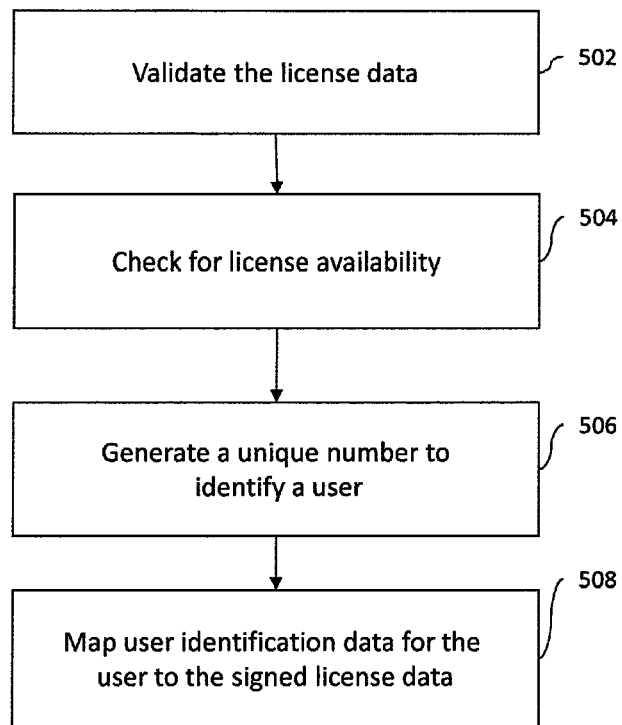 Validate the license data
502
Check for license availability
504
Generate a unique number to
identify a user
506
Map user identification data for the
user to the signed license data
508